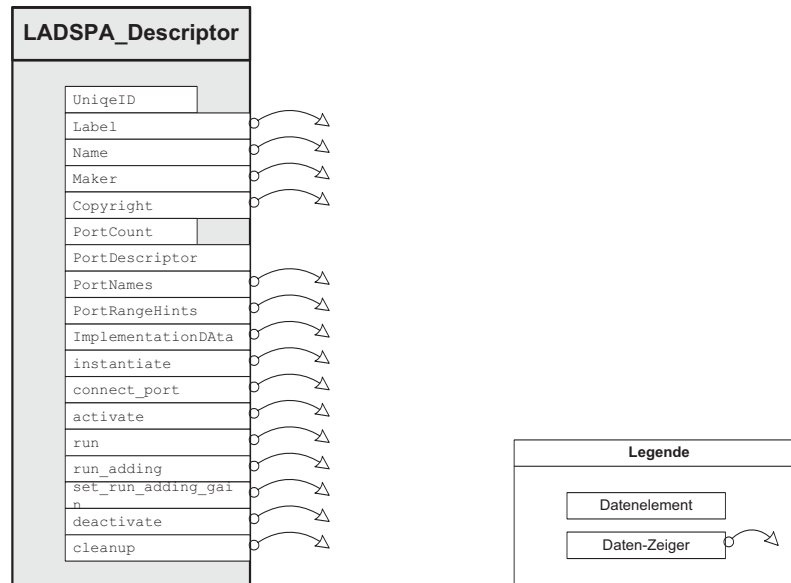 LADSPA_Descriptor
UniqeID
Label
Name
Maker
Copyright
PortCount
PortDescriptor
PortNames
PortRangeHints
ImplementationDAta
instantiate
connect_port
activate
run
run_adding
set_run_adding_gai
n
deactivate
cleanup
Legende
Datenelement
Daten-Zeiger